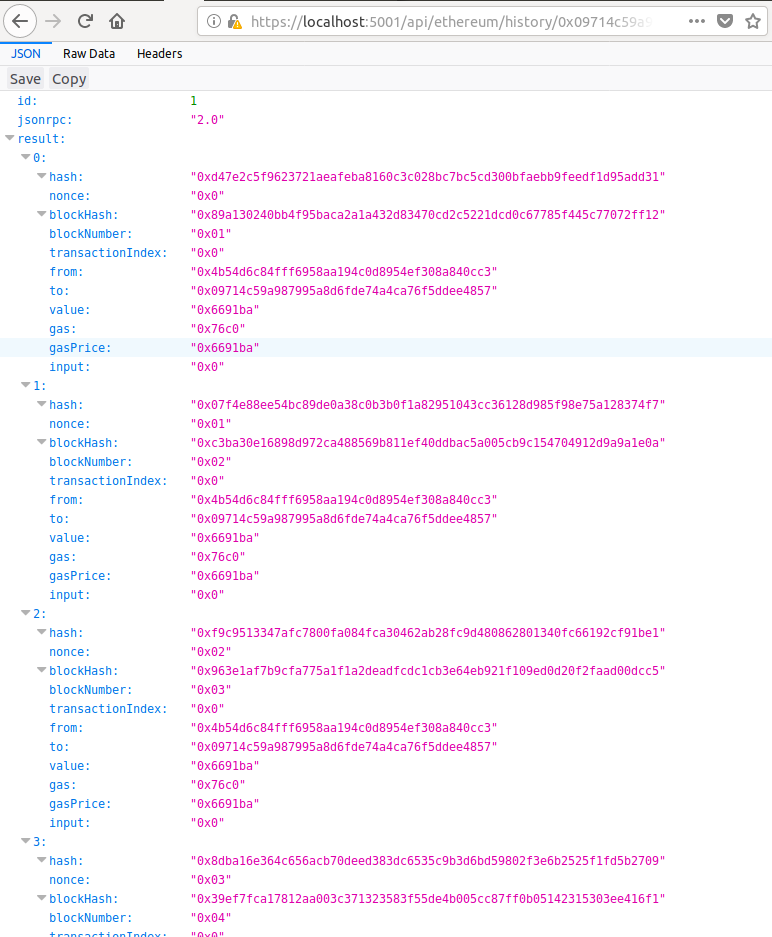 https://localhost:5001/api/ethereum/history/0x09714c59a9
JSON Raw Data Headers
Save Copy
id: 1
jsonrpc: "2.0"
result:
0:
hash: "0xd47e2c5f9623721aeafeba8160c3c028bc7bc5cd300bfaebb9feedf1d95add31"
nonce: "0x0"
blockHash: "0x89a130240bb4f95baca2a1a432d83470cd2c5221dcd0c67785f445c77072ff12"
blockNumber: "0x01"
transactionIndex: "0x0"
from: "0x4b54d6c84fff6958aa194c0d8954ef308a840cc3"
to: "0x09714c59a987995a8d6fde74a4ca76f5ddee4857"
value: "0x6691ba"
gas: "0x76c0"
gasPrice: "0x6691ba"
input: "0x0"
1:
hash: "0x07f4e88ee54bc89de0a38c0b3b0f1a82951043cc36128d985f98e75a128374f7"
nonce: "0x01"
blockHash: "0xc3ba30e16898d972ca488569b811ef40ddbac5a005cb9c154704912d9a9a1e0a"
blockNumber: "0x02"
transactionIndex: "0x0"
from: "0x4b54d6c84fff6958aa194c0d8954ef308a840cc3"
to: "0x09714c59a987995a8d6fde74a4ca76f5ddee4857"
value: "0x6691ba"
gas: "0x76c0"
gasPrice: "0x6691ba"
input: "0x0"
2:
hash: "0xf9c9513347afc7800fa084fca30462ab28fc9d480862801340fc66192cf91be1"
nonce: "0x02"
blockHash: "0x963e1af7b9cfa775a1f1a2deadfcdc1cb3e64eb921f109ed0d20f2faad00dcc5"
blockNumber: "0x03"
transactionIndex: "0x0"
from: "0x4b54d6c84fff6958aa194c0d8954ef308a840cc3"
to: "0x09714c59a987995a8d6fde74a4ca76f5ddee4857"
value: "0x6691ba"
gas: "0x76c0"
gasPrice: "0x6691ba"
input: "0x0"
3:
hash: "0x8dba16e364c656acb70deed383dc6535c9b3d6bd59802f3e6b2525f1fd5b2709"
nonce: "0x03"
blockHash: "0x39ef7fca17812aa003c371323583f55de4b005cc87ff0b05142315303ee416f1"
blockNumber: "0x04"
transactionIndex: "0x0"